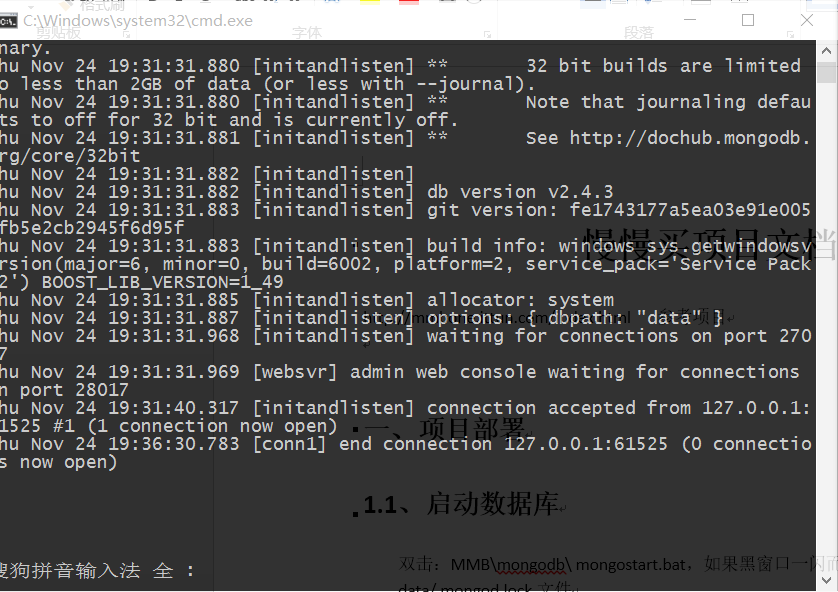 C:\Windows\system32\cmd.exe
格式刷
剪贴板
字体
段落
nary.
hu Nov 24 19:31:31.880 [initandlisten] ** 32 bit builds are limited
o less than 2GB of data (or less with --journal).
hu Nov 24 19:31:31.880 [initandlisten] ** Note that journaling defau
ts to off for 32 bit and is currently off.
hu Nov 24 19:31:31.881 [initandlisten] ** See http://dochub.mongodb.
rg/core/32bit
hu Nov 24 19:31:31.882 [initandlisten]
hu Nov 24 19:31:31.882 [initandlisten] db version v2.4.3
hu Nov 24 19:31:31.883 [initandlisten] git version: fe1743177a5ea03e91e005
fb5e2cb2945f6d95f
慢慢买项目文档
hu Nov 24 19:31:31.883 [initandlisten] build info: windows sys.getwindowsv
rsion(major=6, minor=0, build=6002, platform=2, service_pack='Service Pack
2') BOOST_LIB_VERSION=1_49
hu Nov 24 19:31:31.885 [initandlisten] allocator: system
hu Nov 24 19:31:31.887 [initandlisten] options: { dbpath: "data" }
hu Nov 24 19:31:31.968 [initandlisten] waiting for connections on port 270
7
hu Nov 24 19:31:31.969 [websvr] admin web console waiting for connections
n port 28017
hu Nov 24 19:31:40.317 [initandlisten] connection accepted from 127.0.0.1:
1525 #1 (1 connection now open)
一、项目部署
hu Nov 24 19:36:30.783 [conn1] end connection 127.0.0.1:61525 (0 connectio
s now open)
1.1、启动数据库
双击：MMB\mongodb\ mongostart.bat，如果黑窗口一闪而
搜狗拼音输入法 全 :
data/ mongod.lock 文件。